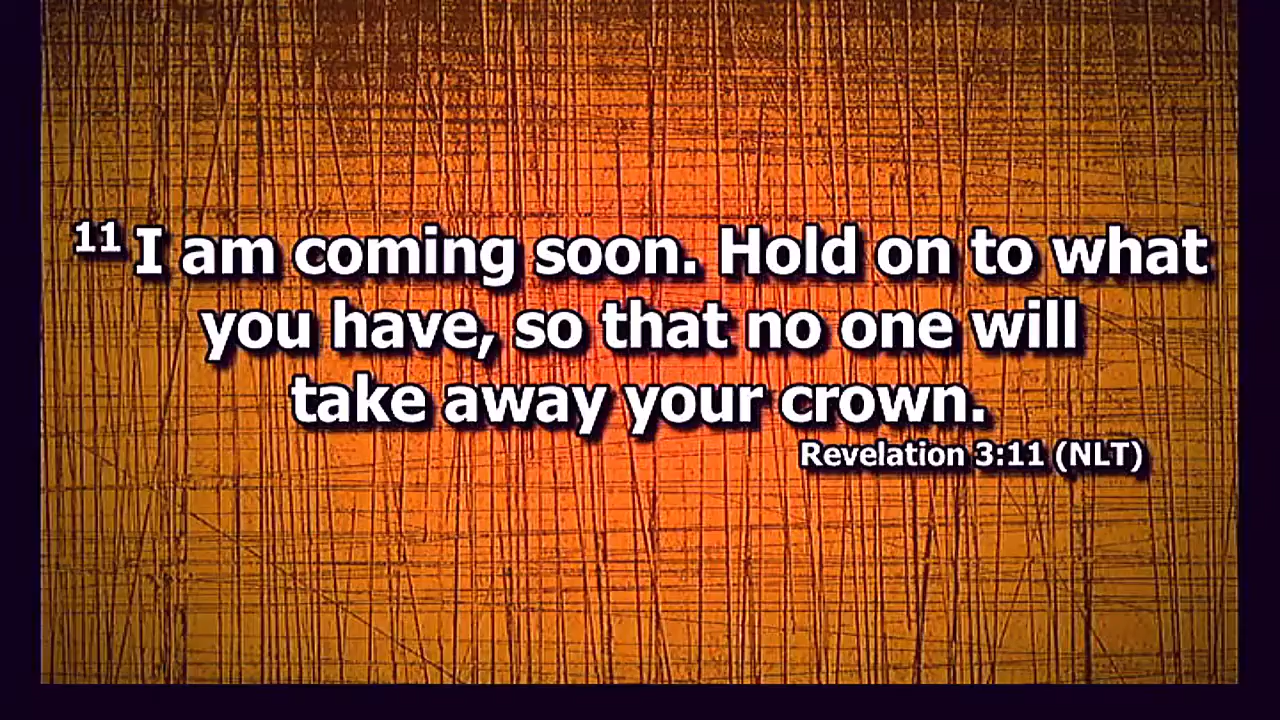 11 I am coming soon. Hold on to what
you have, so that no one will
take away your crown.
Revelation 3:11 (NLT)